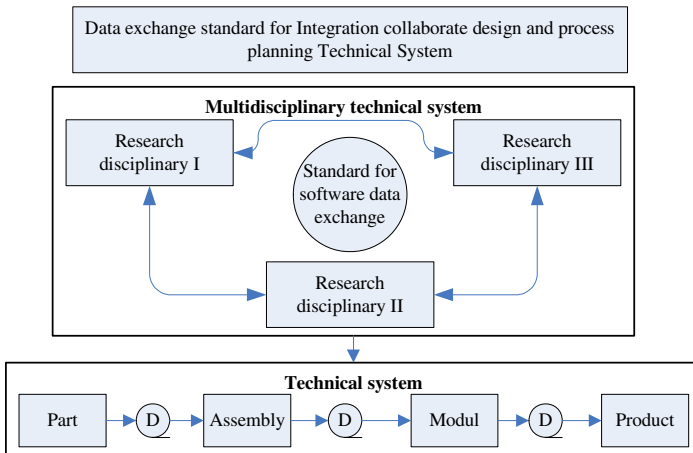 Data exchange standard for Integration collaborate design and process
planning Technical System
Multidisciplinary technical system
Research
disciplinary I
Research
disciplinary III
Standard for
software data
exchange
Research
disciplinary II
Technical system
Part
D
Assembly
D
Modul
D
Product